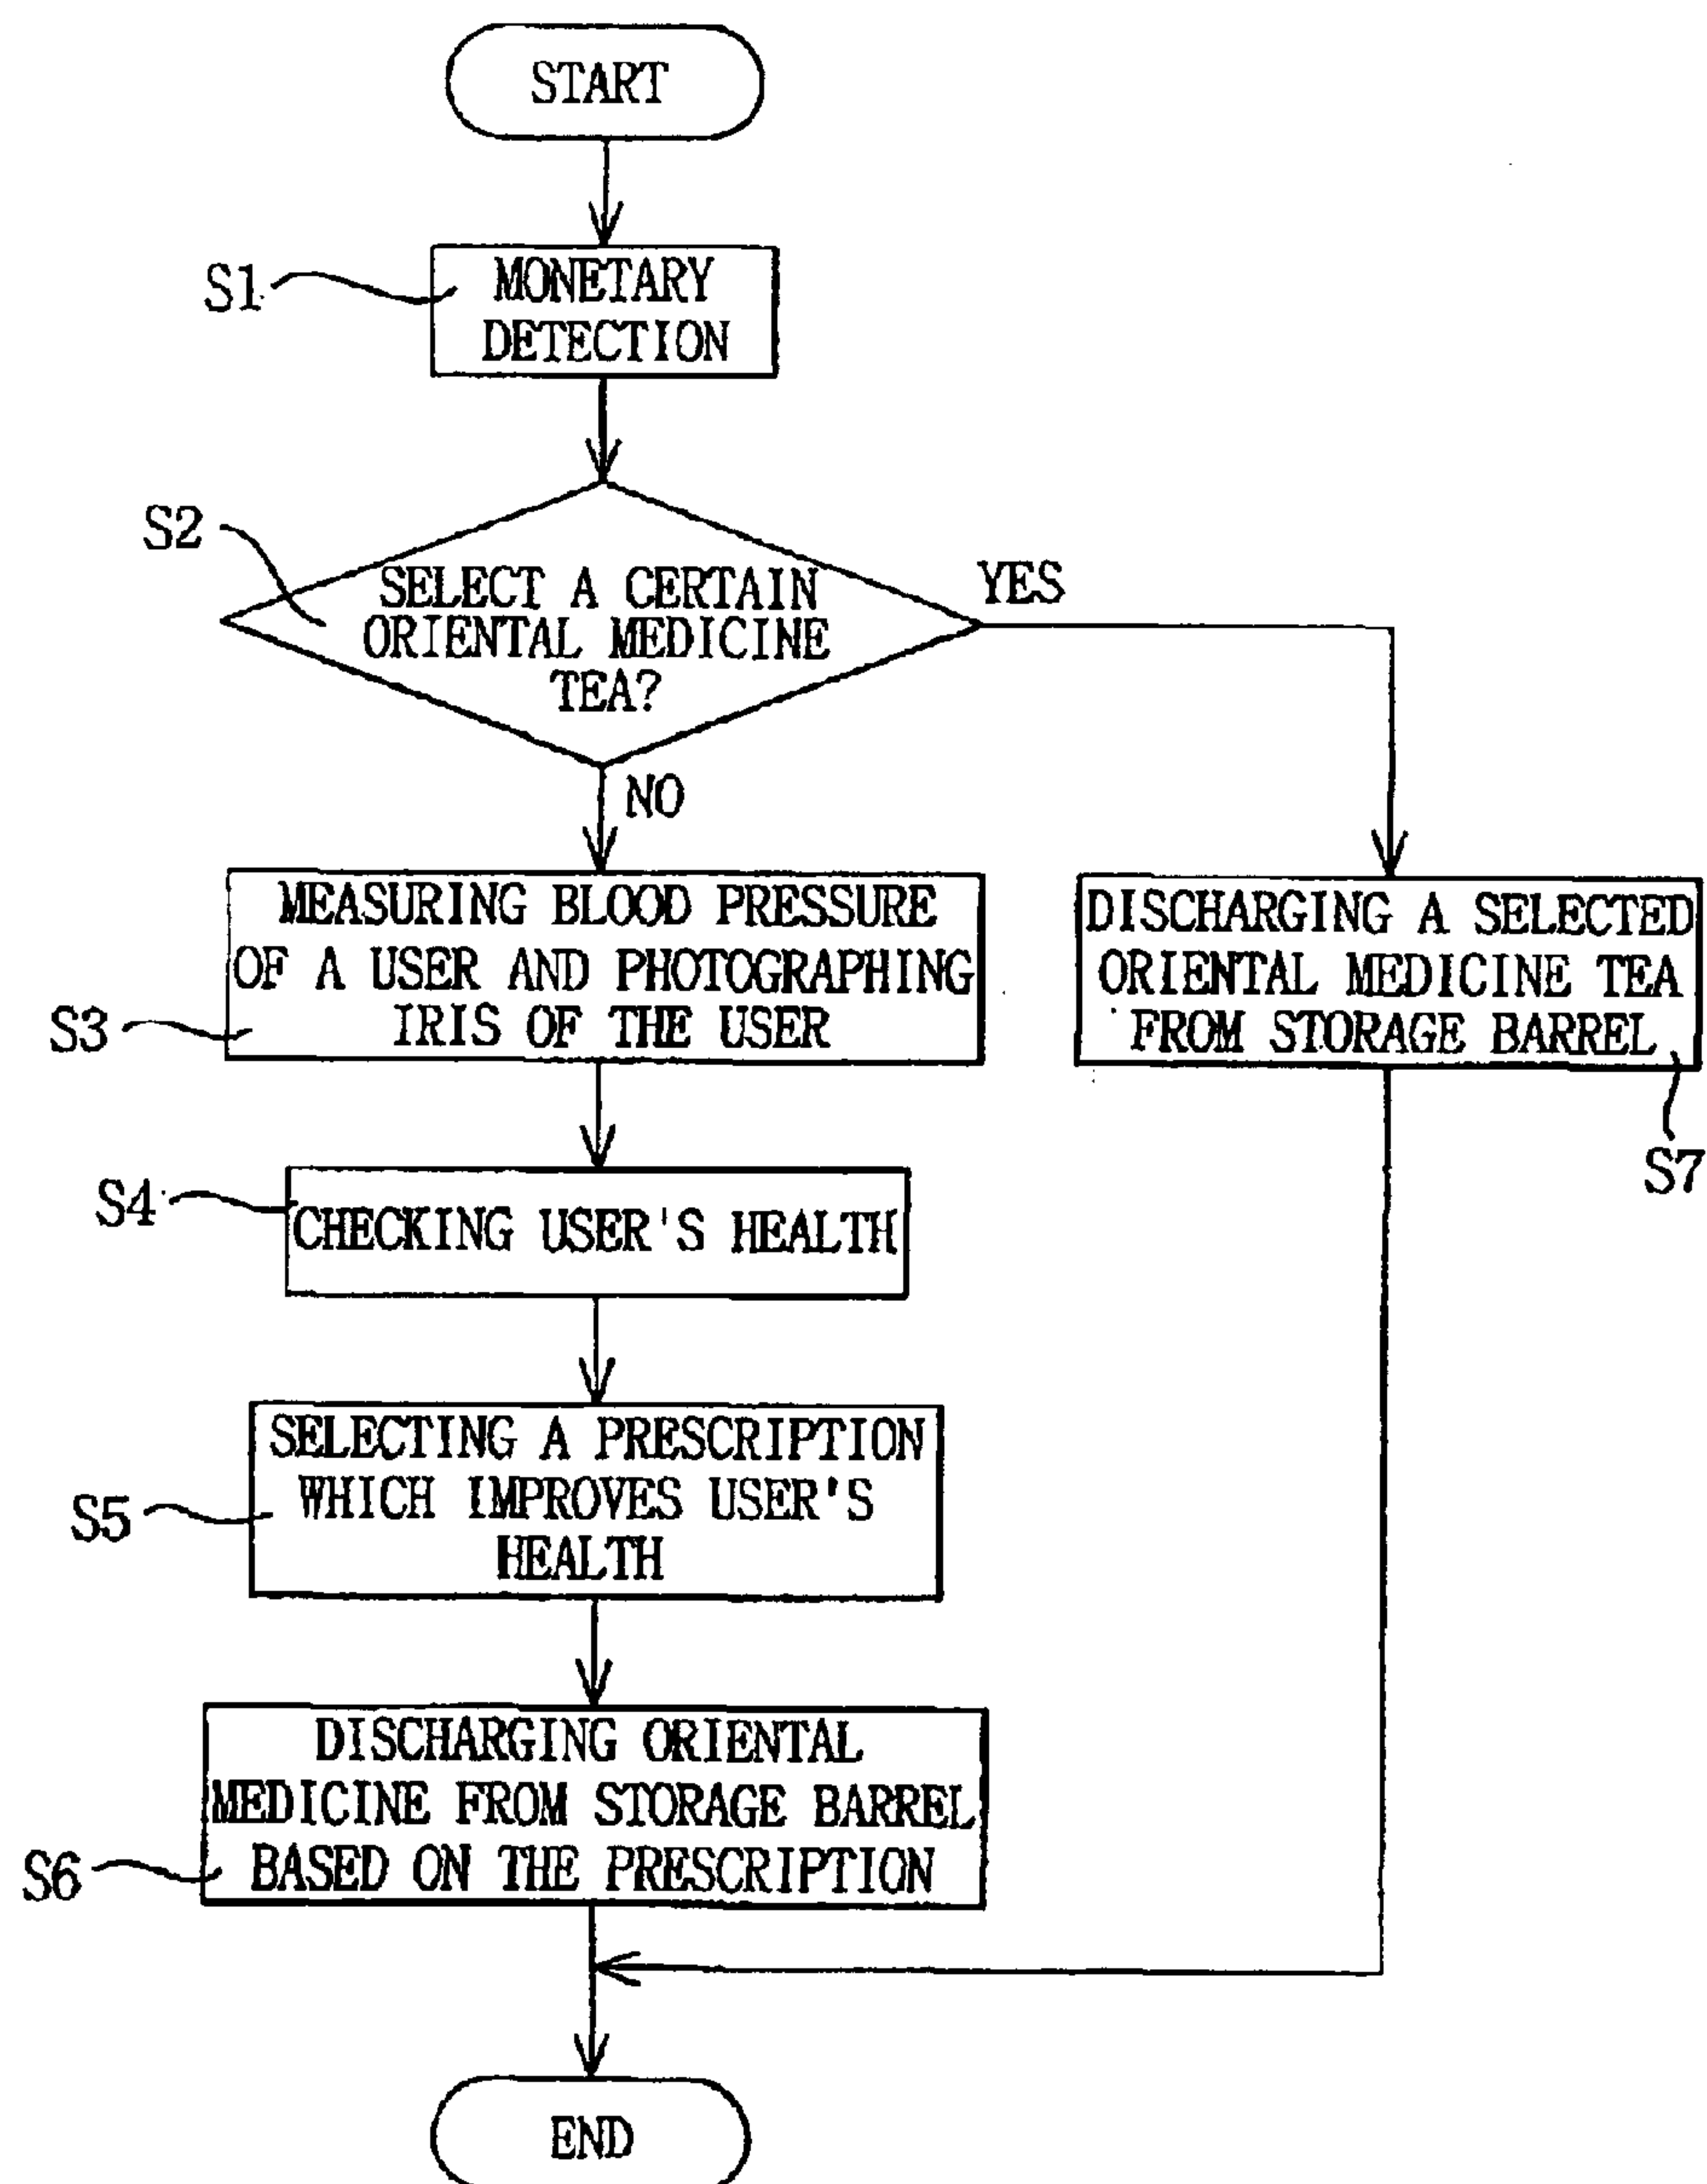 START
S1
MONETARY
DETECTION
S2
SELECT A CERTAIN
ORIENTAL MEDICINE
TEA?
YES
NO
S3
MEASURING BLOOD PRESSURE
OF A USER AND PHOTOGRAPHING
IRIS OF THE USER
DISCHARGING A SELECTED
ORIENTAL MEDICINE TEA
FROM STORAGE BARREL
S7
S4
CHECKING USER'S HEALTH
S5
SELECTING A PRESCRIPTION
WHICH IMPROVES USER'S
HEALTH
S6
DISCHARGING ORIENTAL
MEDICINE FROM STORAGE BARREL
BASED ON THE PRESCRIPTION
END